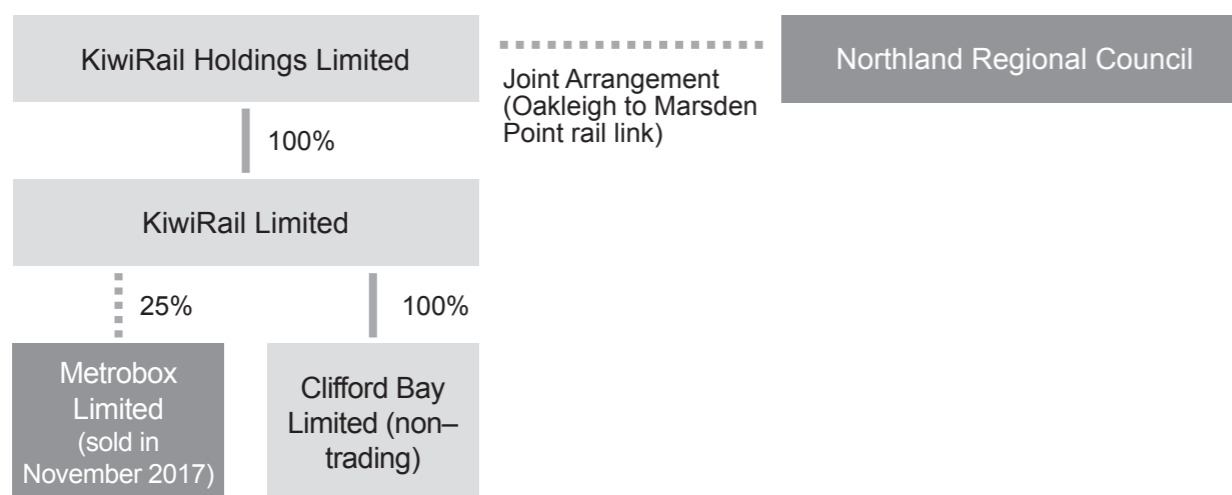 KiwiRail Holdings Limited
Joint Arrangement
(Oakleigh to Marsden
Point rail link)
Northland Regional Council
100%
KiwiRail Limited
25%
100%
Metrobox
Limited
(sold in
November 2017)
Clifford Bay
Limited (non–
trading)